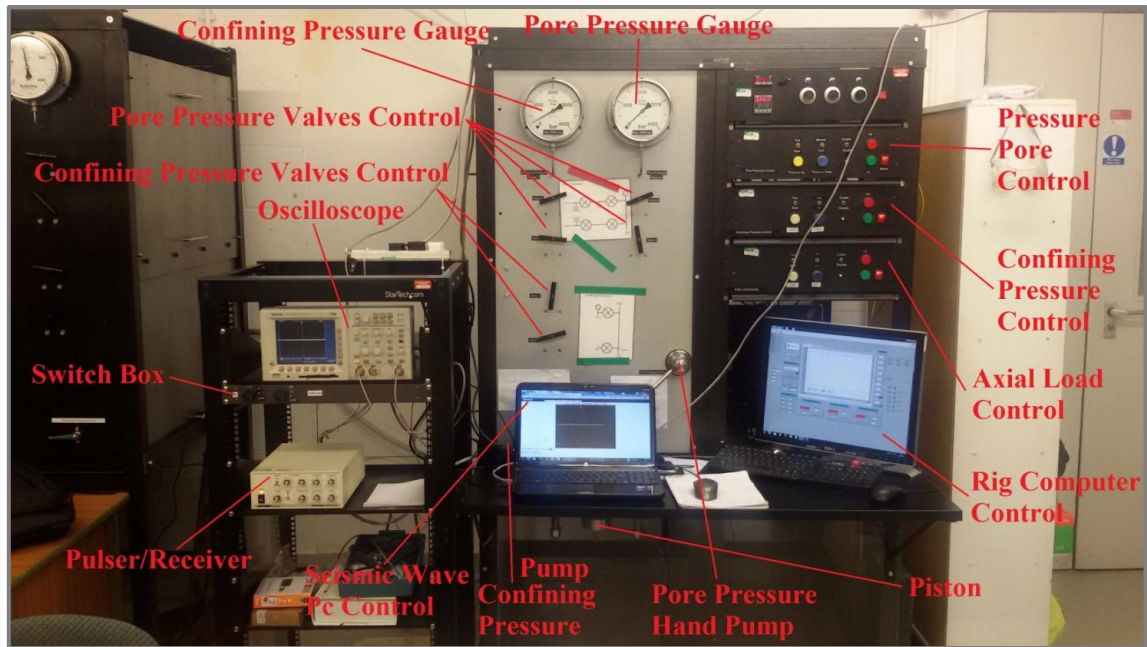 Confining Pressure Gauge
Pore Pressure Gauge
Pore Pressure Valves Control
Confining Pressure Valves Control
Oscilloscope
StarTech.com
Pressure
Pore
Control
Confining
Pressure
Control
Switch Box
Axial Load
Control
Rig Computer
Control
Pulser/Receiver
Seismic Wave
Pc Control
Pump
Confining
Pressure
Pore Pressure
Hand Pump
Piston